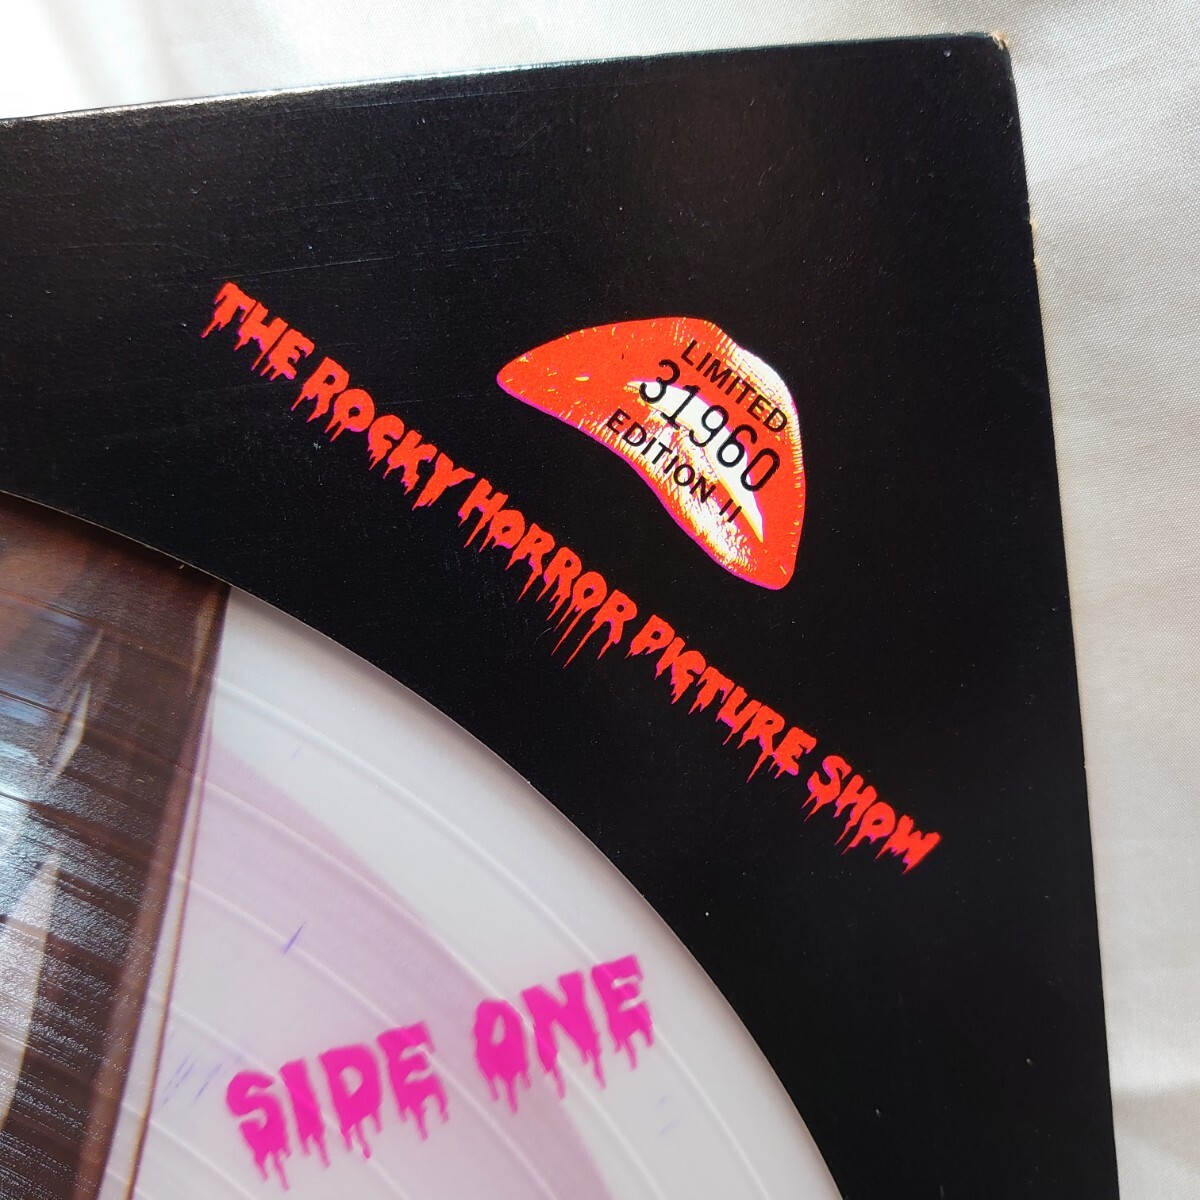 THE ROCKY HORROR PICTURE SHOW
LIMITED
31960
EDITION II
SIDE ONE